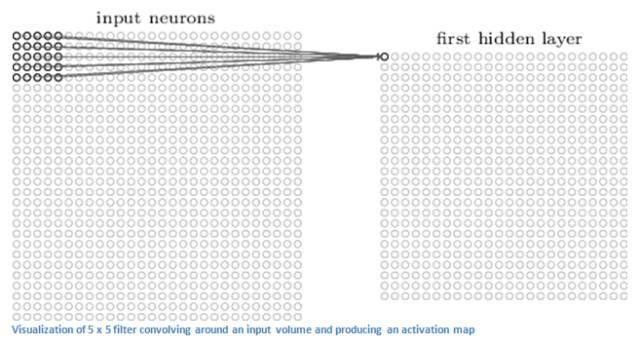 input neurons
first hidden layer
Visualization of 5 x 5 filter convolving around an input volume and producing an activation map